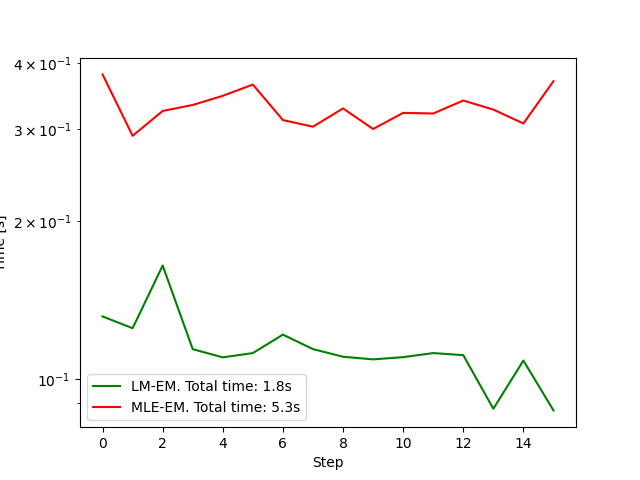 4 × 10⁻¹
3 × 10⁻¹
2 × 10⁻¹
10⁻¹
LM-EM. Total time: 1.8s
MLE-EM. Total time: 5.3s
0 2 4 6 8 10 12 14
Step